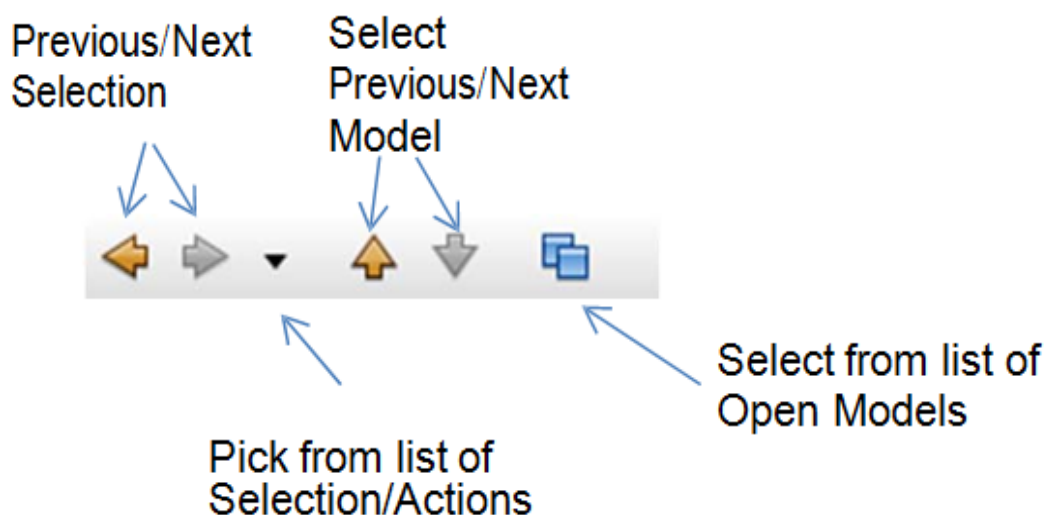 Previous/Next
Selection
Select
Previous/Next
Model
Select from list of
Open Models
Pick from list of
Selection/Actions